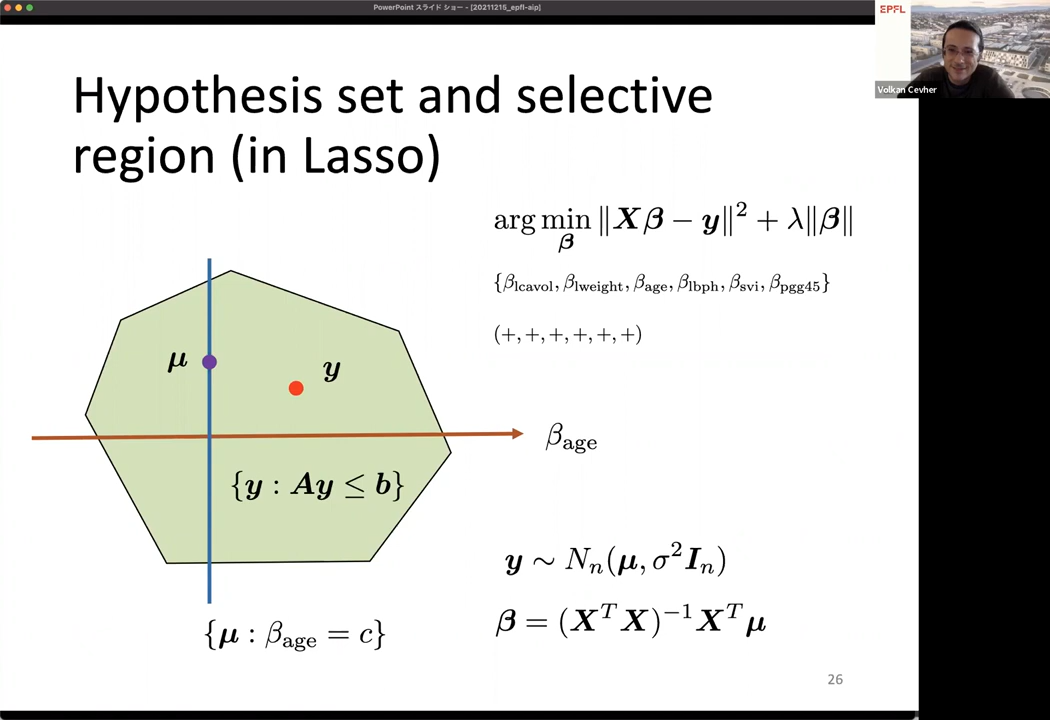 PowerPoint スライド ショー - [20211215_epfl-aip]
EPFL
Volkan Cevher
Hypothesis set and selective
region (in Lasso)
arg min_β ‖Xβ − y‖² + λ‖β‖
{β_lcavol, β_lweight, β_age, β_lbph, β_svi, β_pgg45}
(+, +, +, +, +, +)
μ
y
β_age
{y : Ay ≤ b}
y ∼ N_n(μ, σ²I_n)
β = (XᵀX)⁻¹Xᵀμ
{μ : β_age = c}
26